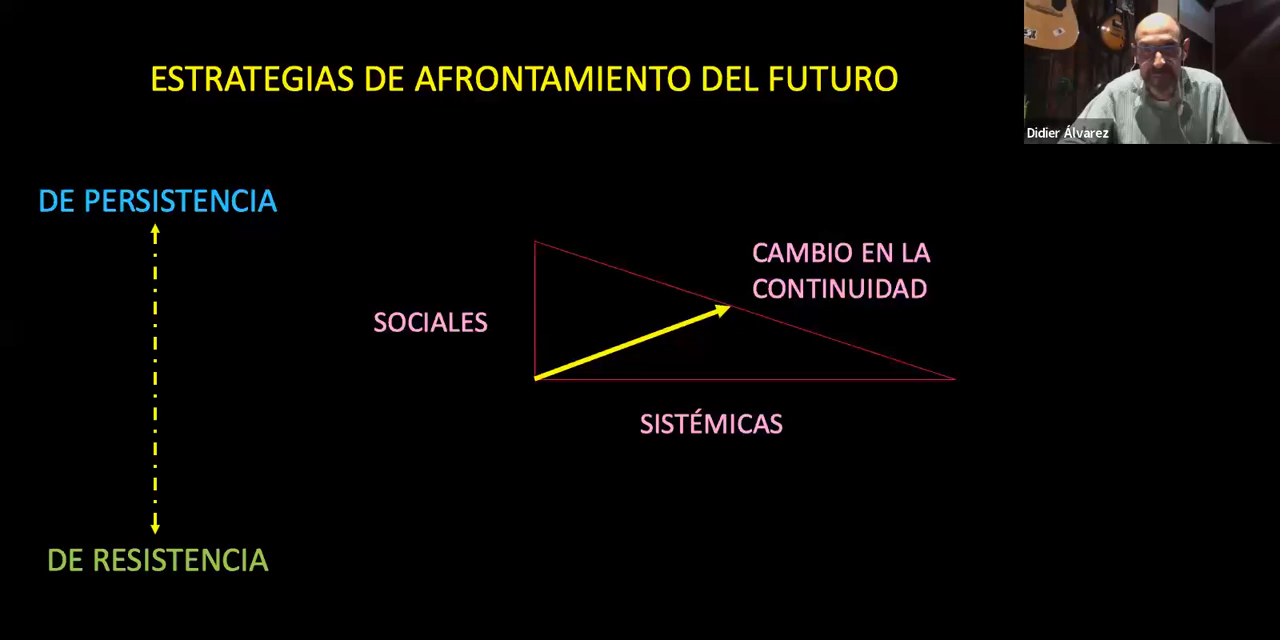 ESTRATEGIAS DE AFRONTAMIENTO DEL FUTURO
Didier Álvarez
DE PERSISTENCIA
CAMBIO EN LA
CONTINUIDAD
SOCIALES
SISTÉMICAS
DE RESISTENCIA